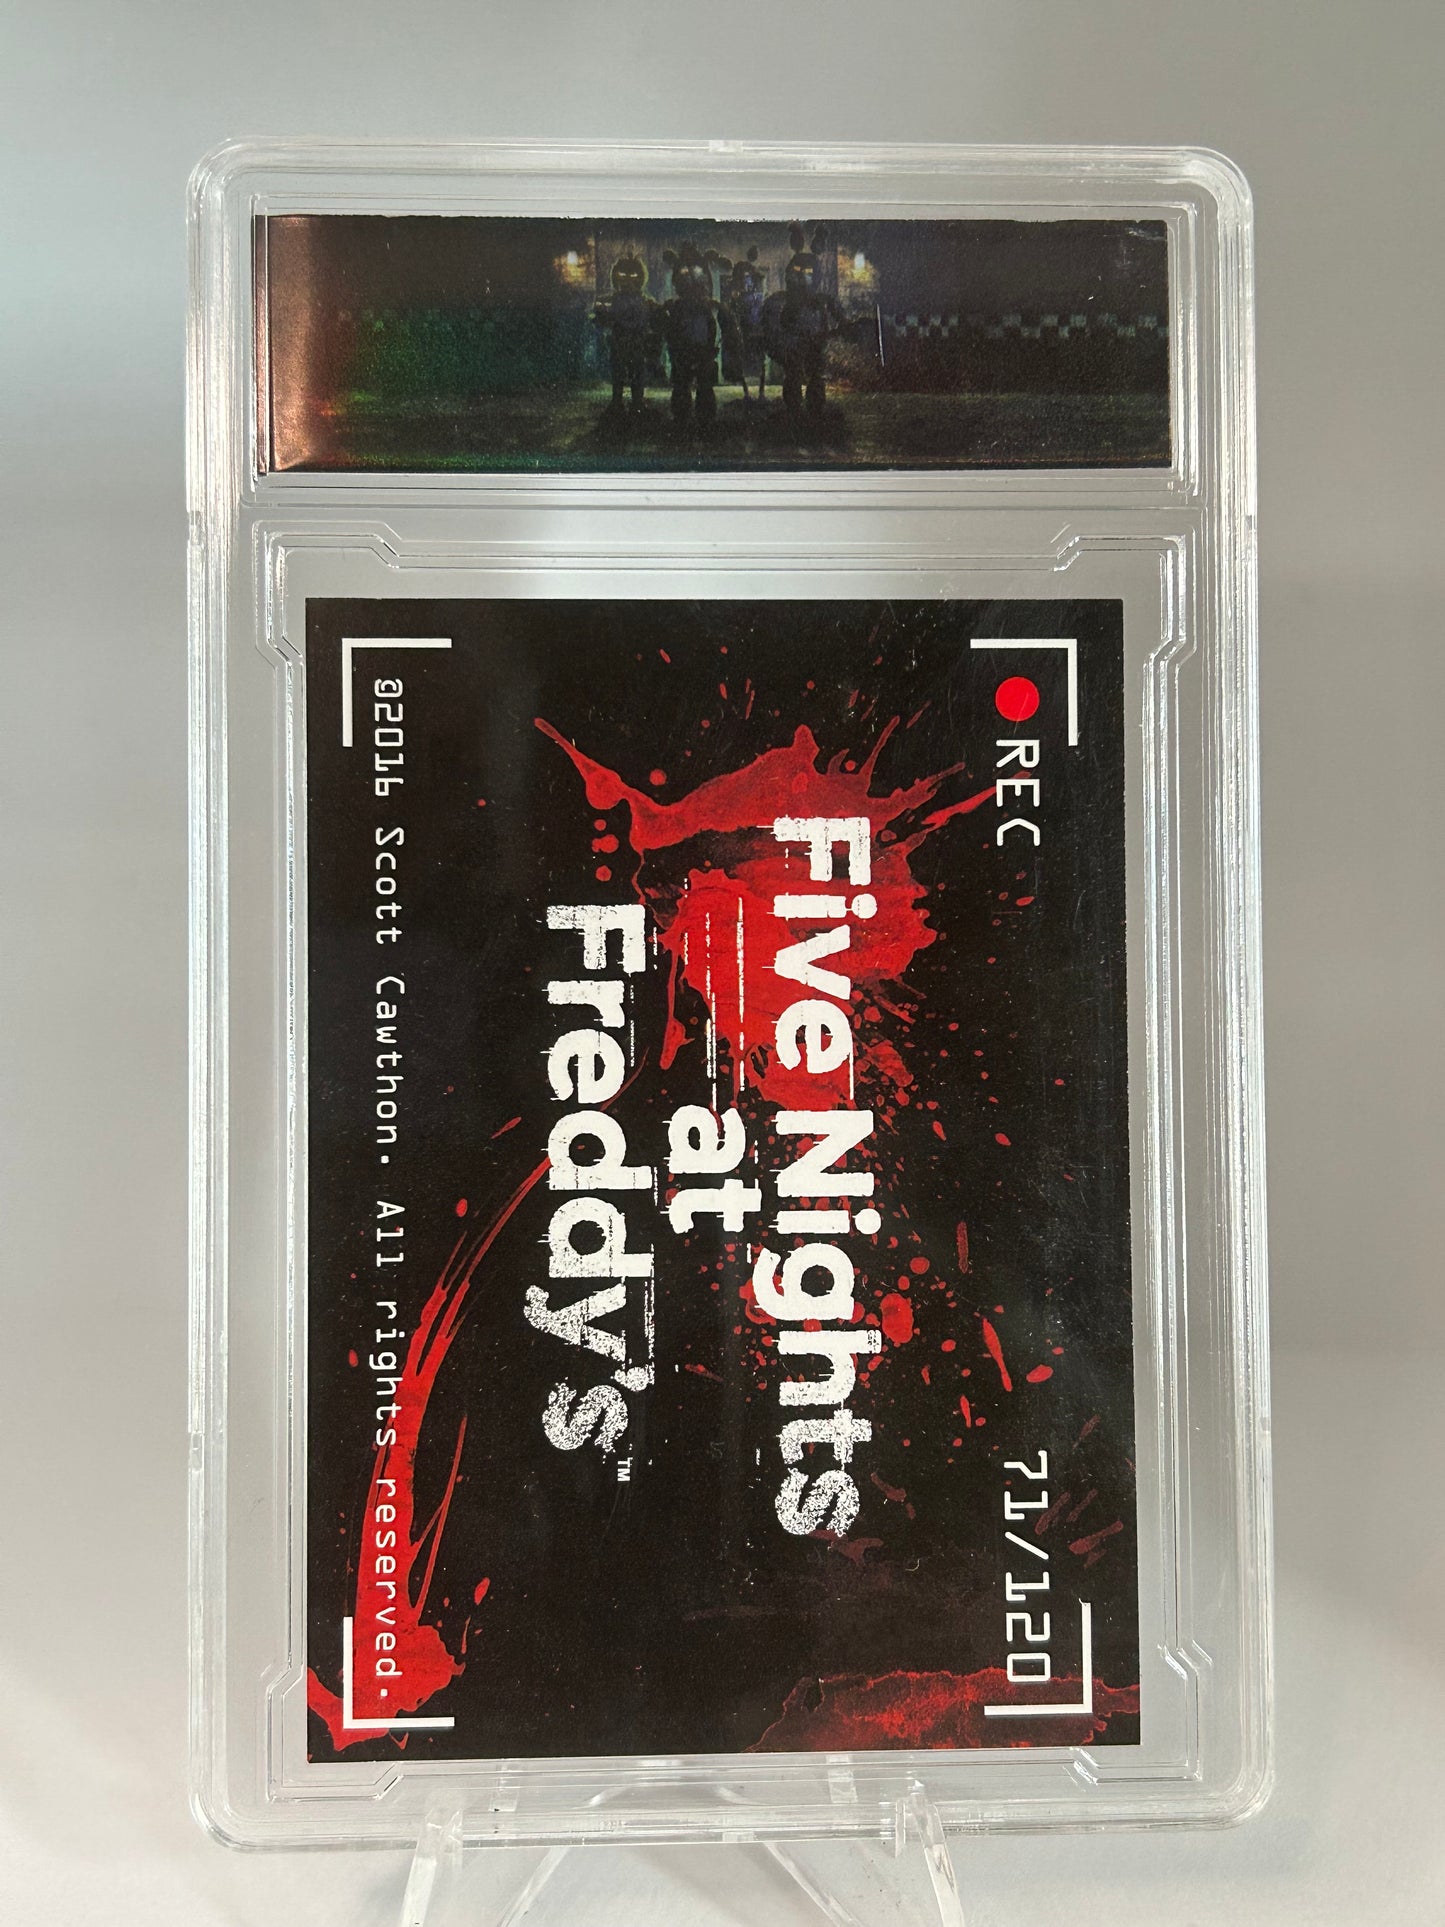 REC
71/120
Five Nights
at
Freddy's™
©2016 Scott Cawthon. All rights reserved.